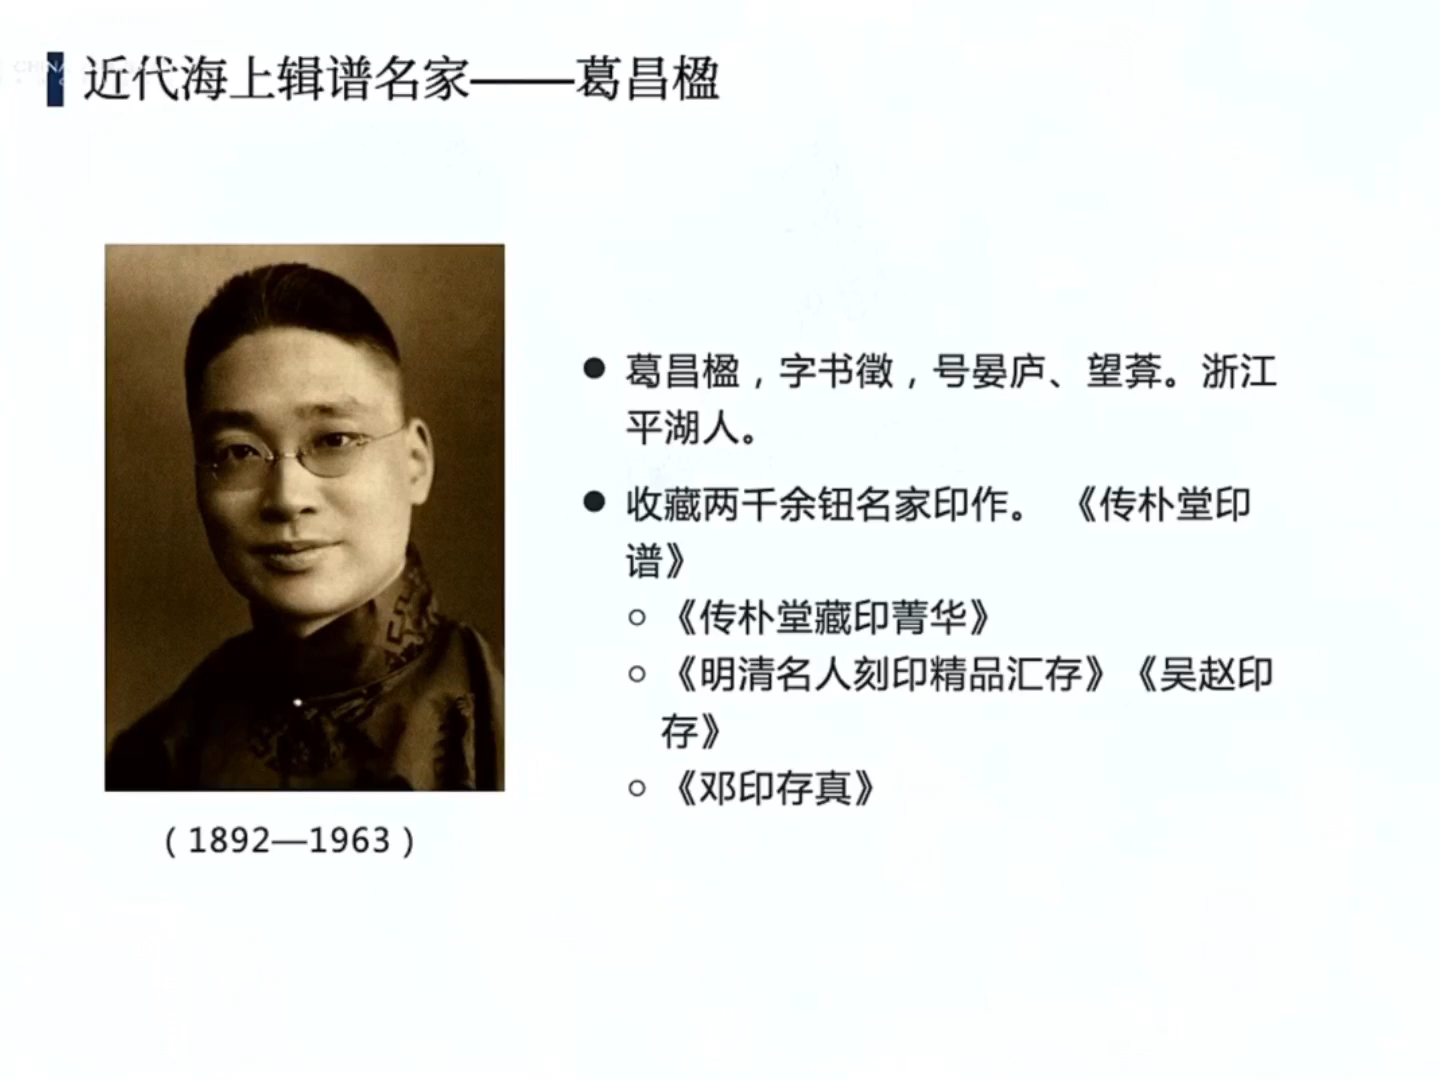 CHINA
近代海上辑谱名家——葛昌楹
葛昌楹，字书徵，号晏庐、望葊。浙江
平湖人。
收藏两千余钮名家印作。 《传朴堂印
谱》
《传朴堂藏印菁华》
《明清名人刻印精品汇存》《吴赵印
存》
《邓印存真》
（1892—1963）